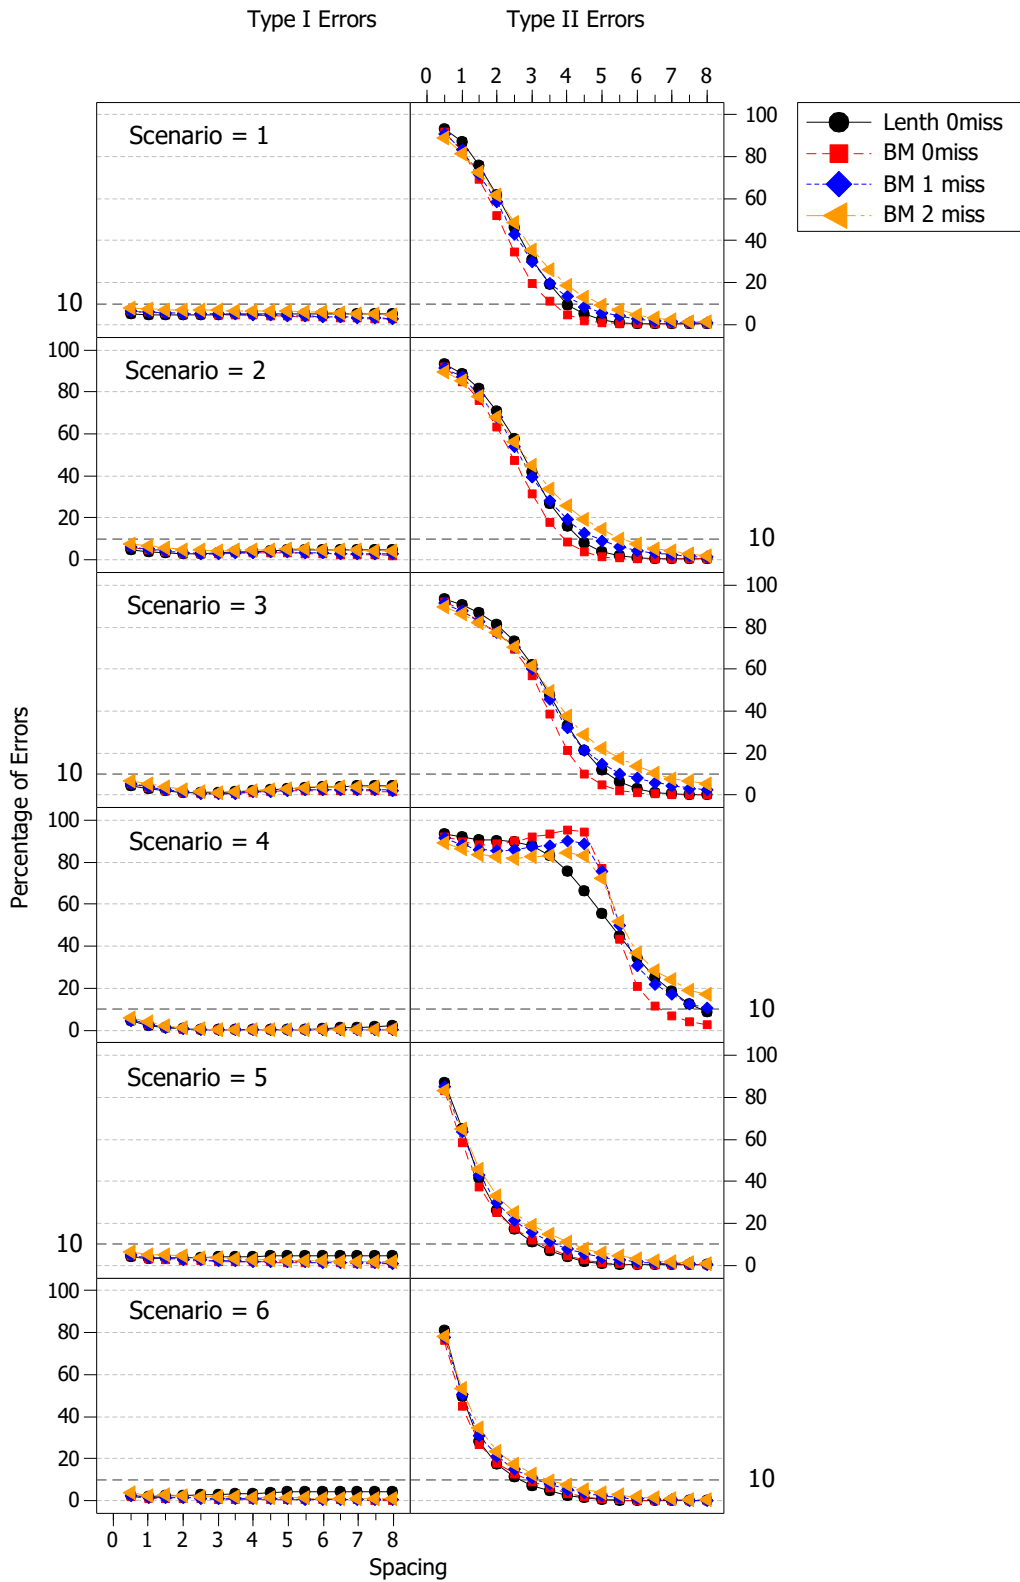 Type I Errors Type II Errors
0 1 2 3 4 5 6 7 8
Scenario = 1
100
80
60
40
20
0
10
Lenth 0miss
BM 0miss
BM 1 miss
BM 2 miss
Scenario = 2
100
80
60
40
20
0
10
Scenario = 3
100
80
60
40
20
0
10
Percentage of Errors
Scenario = 4
100
80
60
40
20
0
10
Scenario = 5
100
80
60
40
20
0
10
Scenario = 6
100
80
60
40
20
0
10
0 1 2 3 4 5 6 7 8
Spacing